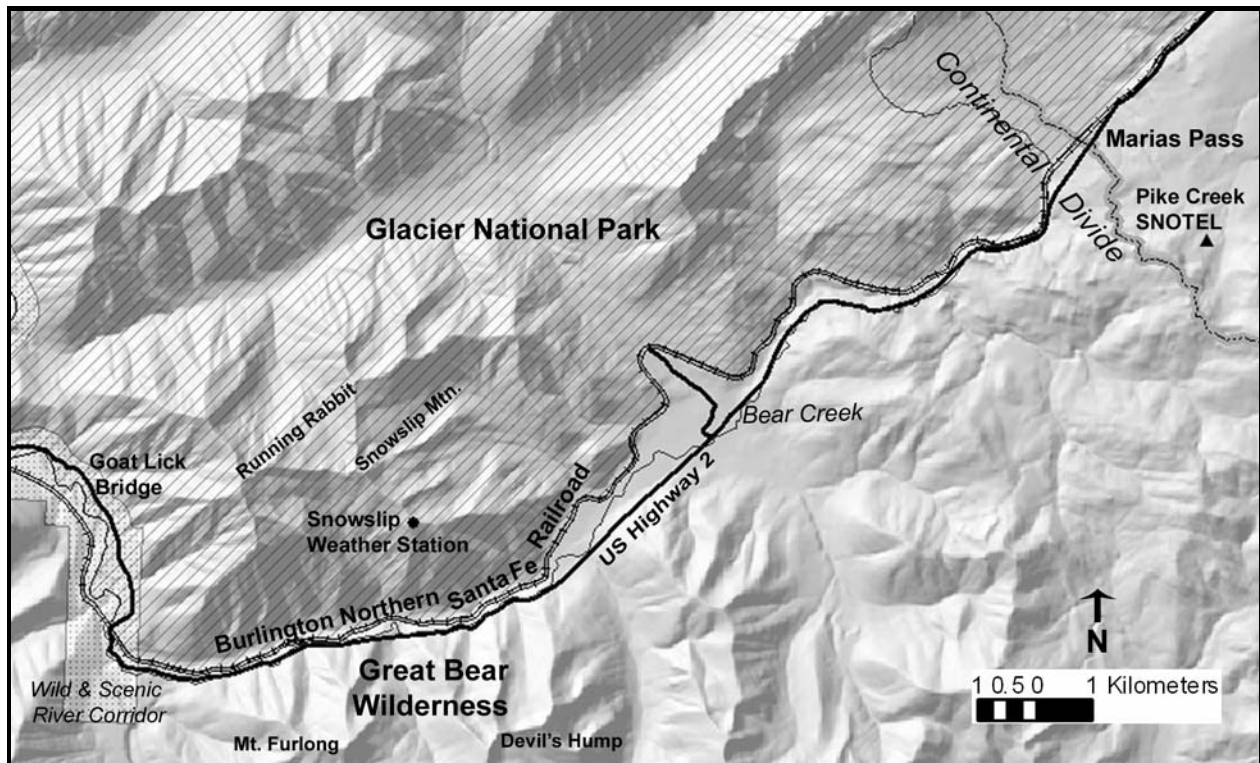 Continental
Divide
Marias Pass
Pike Creek
SNOTEL
Glacier National Park
Running Rabbit
Snowslip Mtn.
Bear Creek
Goat Lick
Bridge
Snowslip
Weather Station
Burlington Northern Santa Fe Railroad
US Highway 2
Great Bear
Wilderness
Wild & Scenic
River Corridor
Mt. Furlong
Devil's Hump
N
1 0.5 0 1 Kilometers